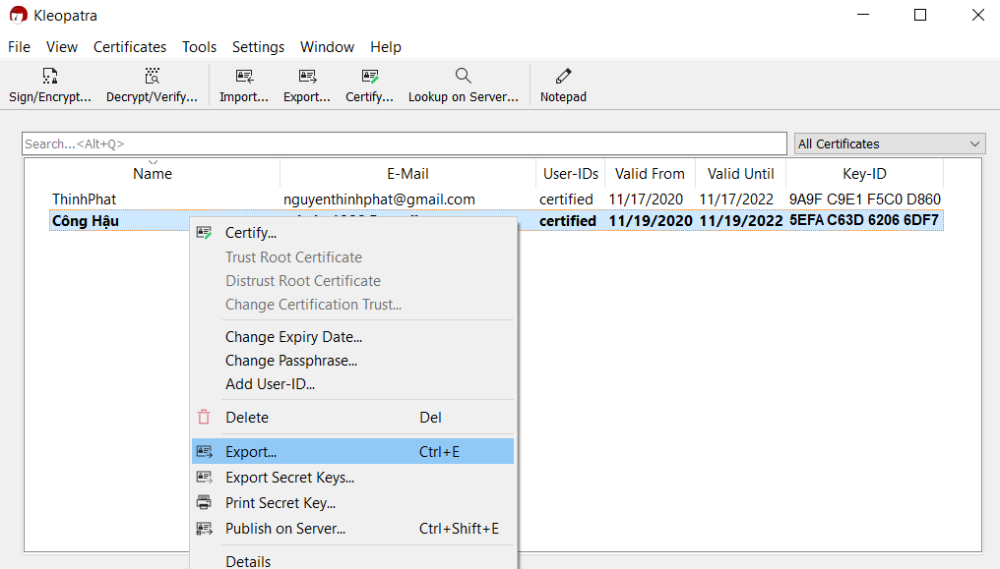 Kleopatra
File View Certificates Tools Settings Window Help
Sign/Encrypt... Decrypt/Verify... Import... Export... Certify... Lookup on Server... Notepad
Search...<Alt+Q> All Certificates
Name E-Mail User-IDs Valid From Valid Until Key-ID
ThinhPhat nguyenthinhphat@gmail.com certified 11/17/2020 11/17/2022 9A9F C9E1 F5C0 D860
Công Hậu certified 11/19/2020 11/19/2022 5EFA C63D 6206 6DF7
Certify...
Trust Root Certificate
Distrust Root Certificate
Change Certification Trust...
Change Expiry Date...
Change Passphrase...
Add User-ID...
Delete Del
Export... Ctrl+E
Export Secret Keys...
Print Secret Key...
Publish on Server... Ctrl+Shift+E
Details